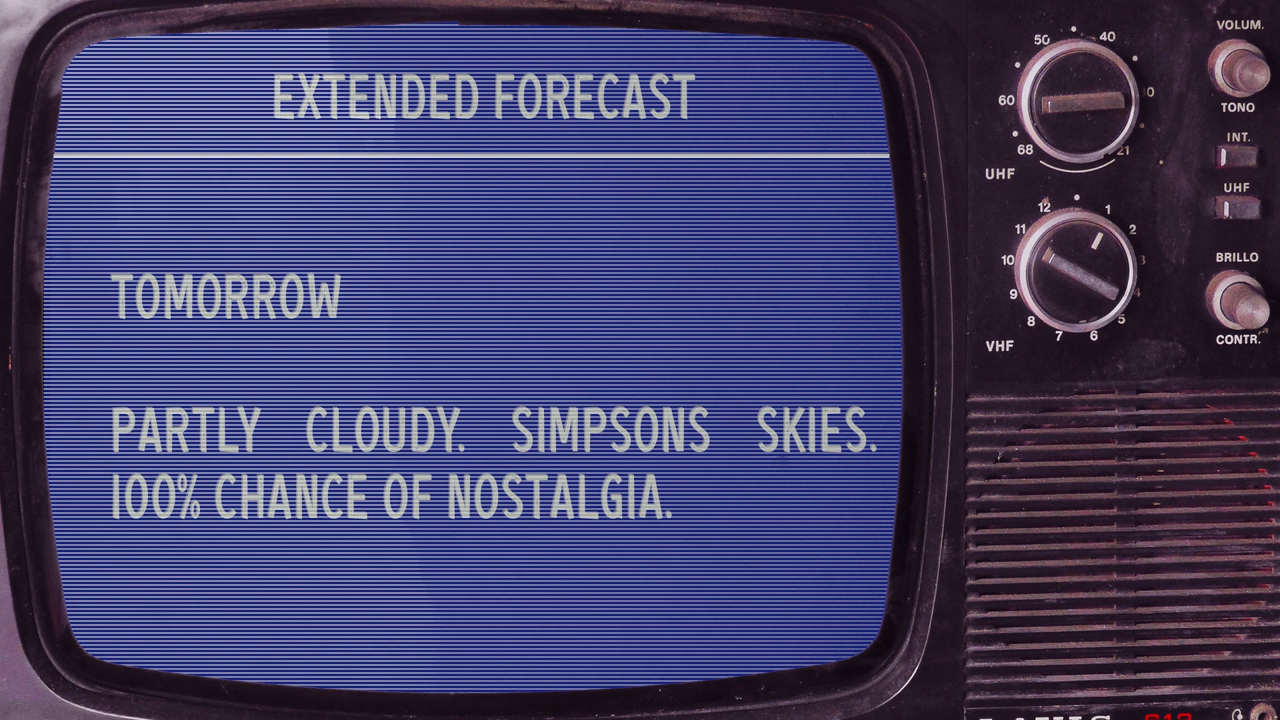 EXTENDED FORECAST
TOMORROW
PARTLY CLOUDY. SIMPSONS SKIES.
100% CHANCE OF NOSTALGIA.
50 40
60
68 21
UHF
12 1
11 2
10 3
9 4
8 5
7 6
VHF
VOLUM.
TONO
INT.
UHF
BRILLO
CONTR.